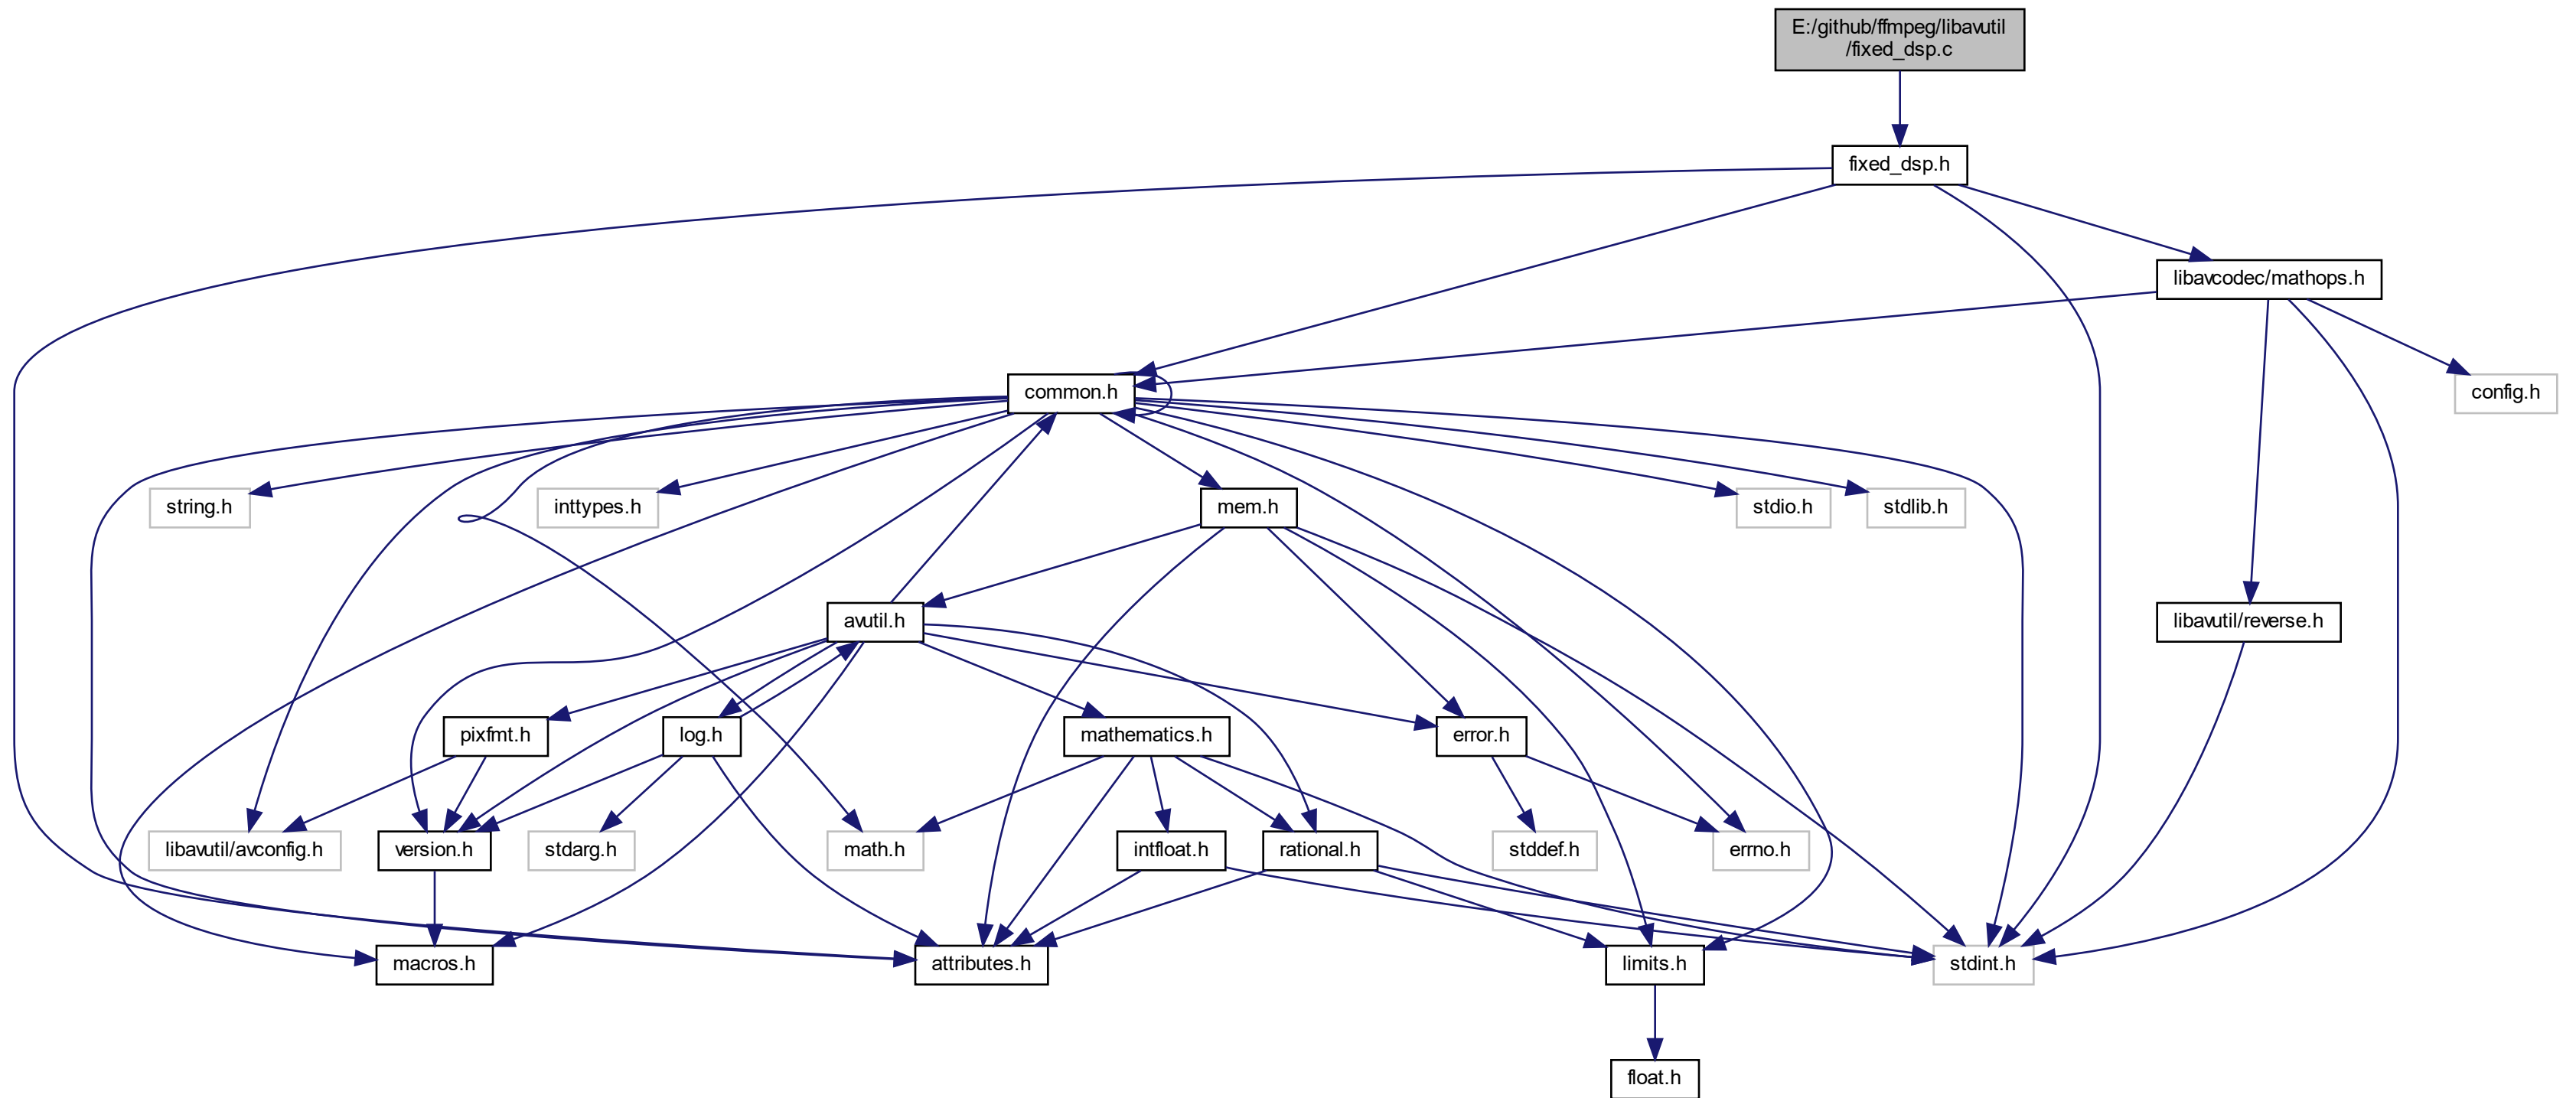 E:/github/ffmpeg/libavutil
/fixed_dsp.c
fixed_dsp.h
libavcodec/mathops.h
common.h
config.h
string.h
inttypes.h
mem.h
stdio.h
stdlib.h
avutil.h
libavutil/reverse.h
pixfmt.h
log.h
mathematics.h
error.h
libavutil/avconfig.h
version.h
stdarg.h
math.h
intfloat.h
rational.h
stddef.h
errno.h
macros.h
attributes.h
limits.h
stdint.h
float.h